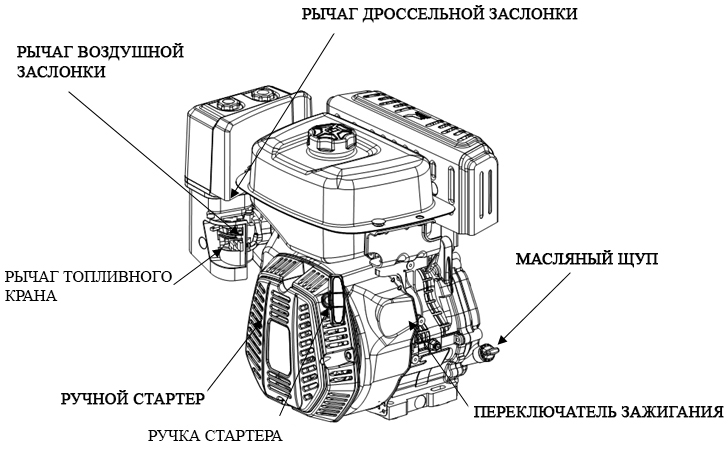 РЫЧАГ ДРОССЕЛЬНОЙ ЗАСЛОНКИ
РЫЧАГ ВОЗДУШНОЙ
ЗАСЛОНКИ
МАСЛЯНЫЙ ЩУП
РЫЧАГ ТОПЛИВНОГО
КРАНА
РУЧНОЙ СТАРТЕР
ПЕРЕКЛЮЧАТЕЛЬ ЗАЖИГАНИЯ
РУЧКА СТАРТЕРА